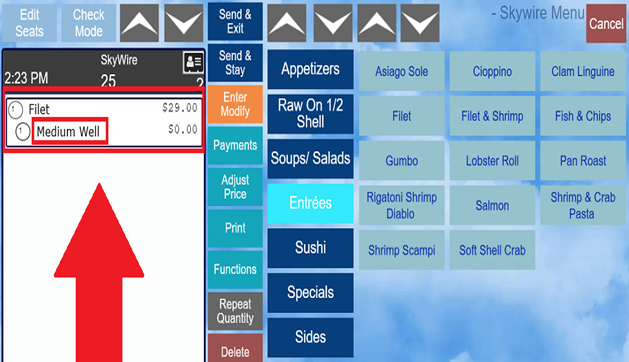 Edit
Seats
Check
Mode
SkyWire
2:23 PM
25
2
1 Filet $29.00
1 Medium Well $0.00
Send &
Exit
Send &
Stay
Enter
Modify
Payments
Adjust
Price
Print
Functions
Repeat
Quantity
Delete
- Skywire Menu
Cancel
Appetizers
Raw On 1/2
Shell
Soups/ Salads
Entrées
Sushi
Specials
Sides
Asiago Sole
Cioppino
Clam Linguine
Filet
Filet & Shrimp
Fish & Chips
Gumbo
Lobster Roll
Pan Roast
Rigatoni Shrimp
Diablo
Salmon
Shrimp & Crab
Pasta
Shrimp Scampi
Soft Shell Crab